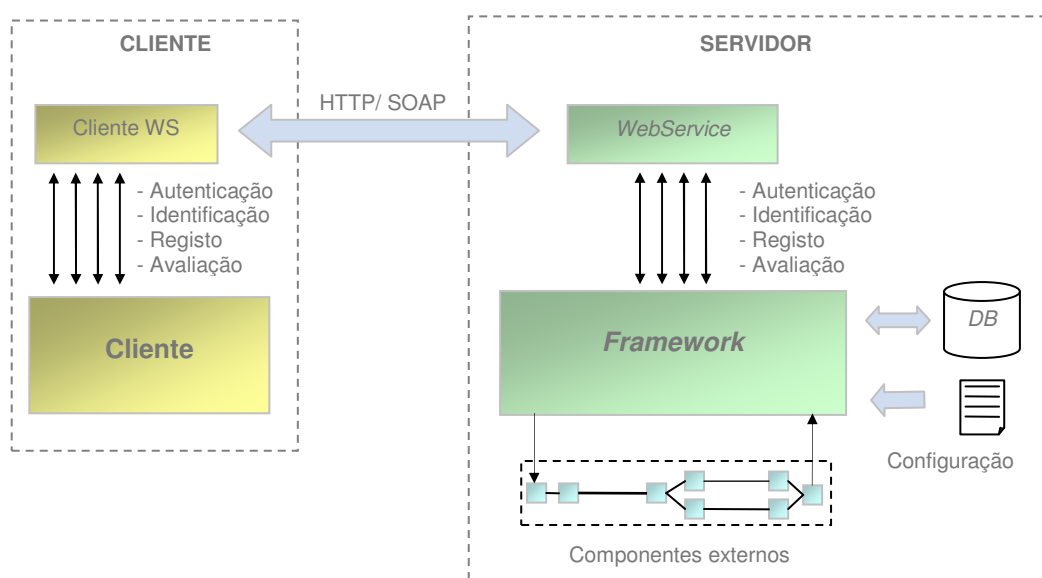 CLIENTE
SERVIDOR
HTTP/ SOAP
Cliente WS
WebService
- Autenticação
- Identificação
- Registo
- Avaliação
- Autenticação
- Identificação
- Registo
- Avaliação
Cliente
Framework
DB
Configuração
Componentes externos